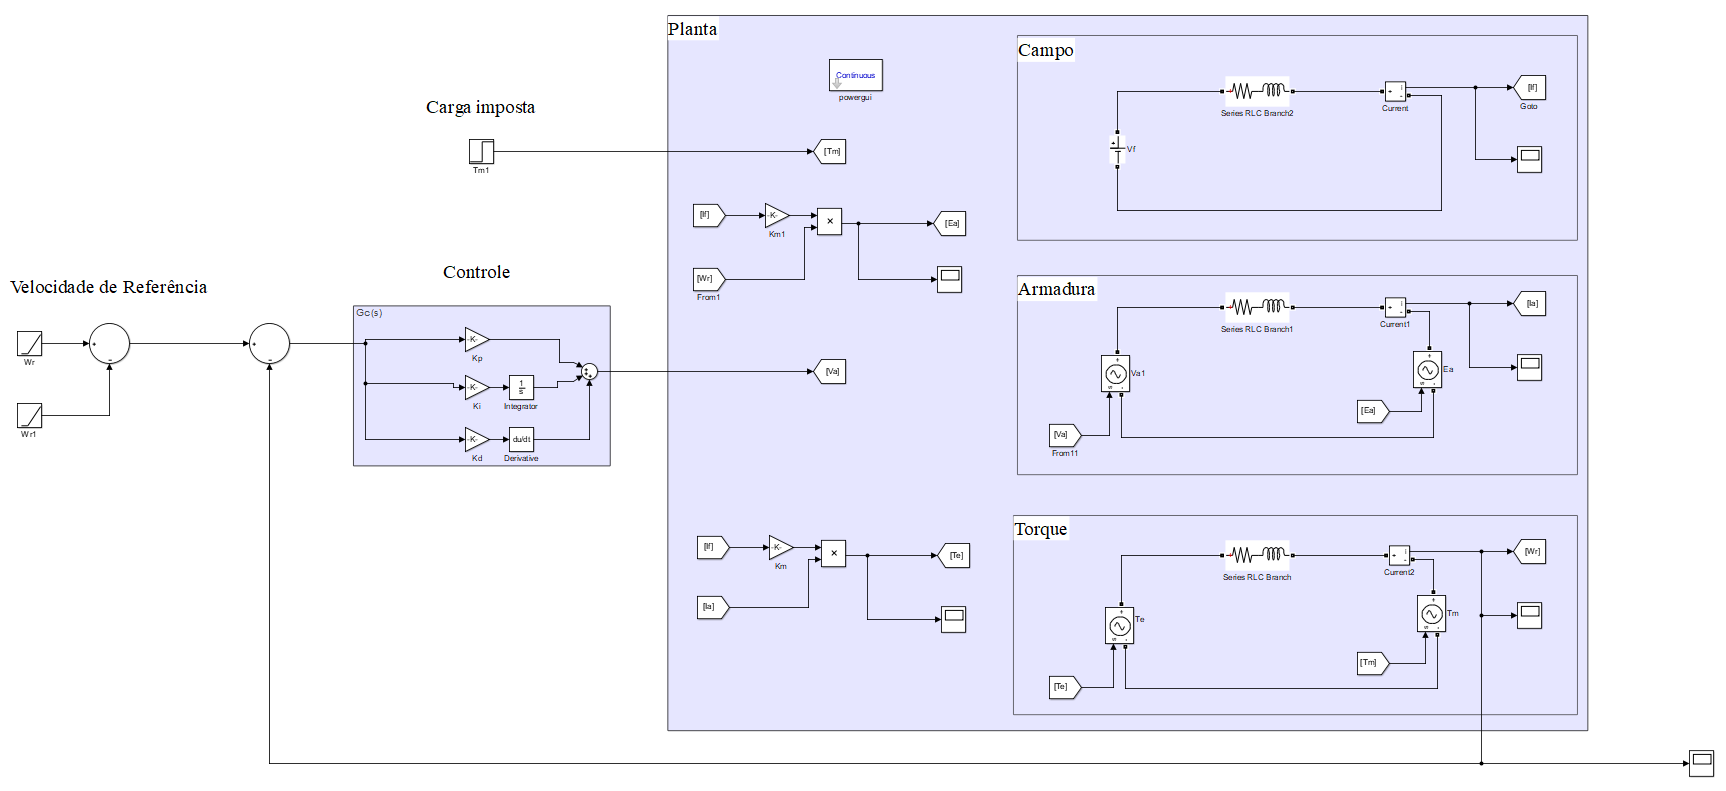 Planta
Campo
Continuous
powergui
[If]
Goto
Current
Series RLC Branch2
Vf
Carga imposta
Tm1
[Tm]
[If]
-K-
Km1
×
[Ea]
[Wr]
From1
Controle
Velocidade de Referência
Armadura
[Ia]
Current1
Series RLC Branch1
Gc(s)
Wr
-K-
Kp
[Va]
Va1
Ea
-K-
Ki
1
s
Integrator
[Ea]
Wr1
-K-
Kd
du/dt
Derivative
[Va]
From11
Torque
[If]
-K-
Km
×
[Te]
[Ia]
Series RLC Branch
Current2
[Wr]
Te
Tm
[Tm]
[Te]